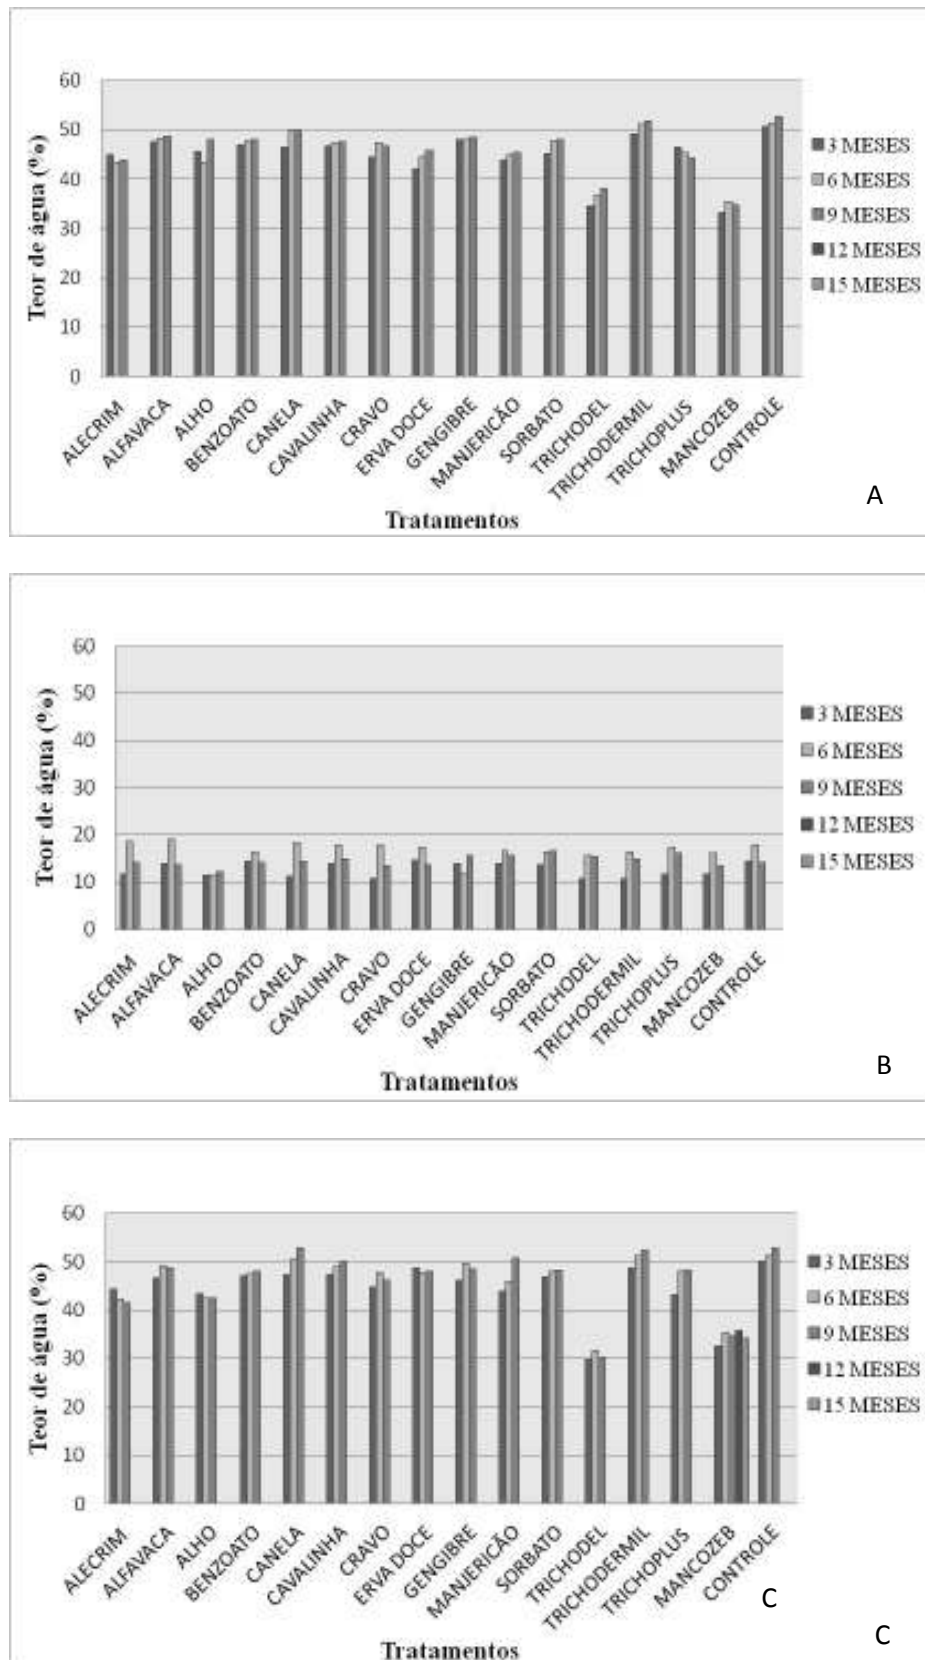 60
50
40
30
20
10
0
Teor de água (%)
3 MESES
6 MESES
9 MESES
12 MESES
15 MESES
ALECRIM
ALFAVACA
ALHO
BENZOATO
CANELA
CAVALINHA
CRAVO
ERVA DOCE
GENGIBRE
MANJERICÃO
SORBATO
TRICHODEL
TRICHODERMIL
TRICHOPLUS
MANCOZEB
CONTROLE
Tratamentos
A
60
50
40
30
20
10
0
Teor de água (%)
3 MESES
6 MESES
9 MESES
12 MESES
15 MESES
ALECRIM
ALFAVACA
ALHO
BENZOATO
CANELA
CAVALINHA
CRAVO
ERVA DOCE
GENGIBRE
MANJERICÃO
SORBATO
TRICHODEL
TRICHODERMIL
TRICHOPLUS
MANCOZEB
CONTROLE
Tratamentos
B
60
50
40
30
20
10
0
Teor de água (%)
3 MESES
6 MESES
9 MESES
12 MESES
15 MESES
ALECRIM
ALFAVACA
ALHO
BENZOATO
CANELA
CAVALINHA
CRAVO
ERVA DOCE
GENGIBRE
MANJERICÃO
SORBATO
TRICHODEL
TRICHODERMIL
TRICHOPLUS
MANCOZEB
CONTROLE
C
C
Tratamentos